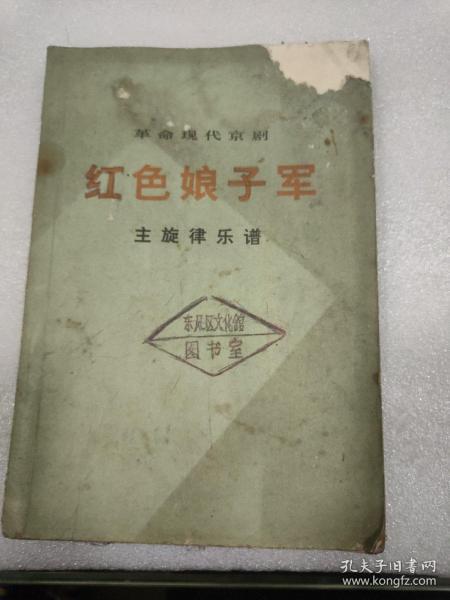 革命现代京剧
红色娘子军
主旋律乐谱
东风区文化館
图书室
孔夫子旧书网
www.kongfz.com